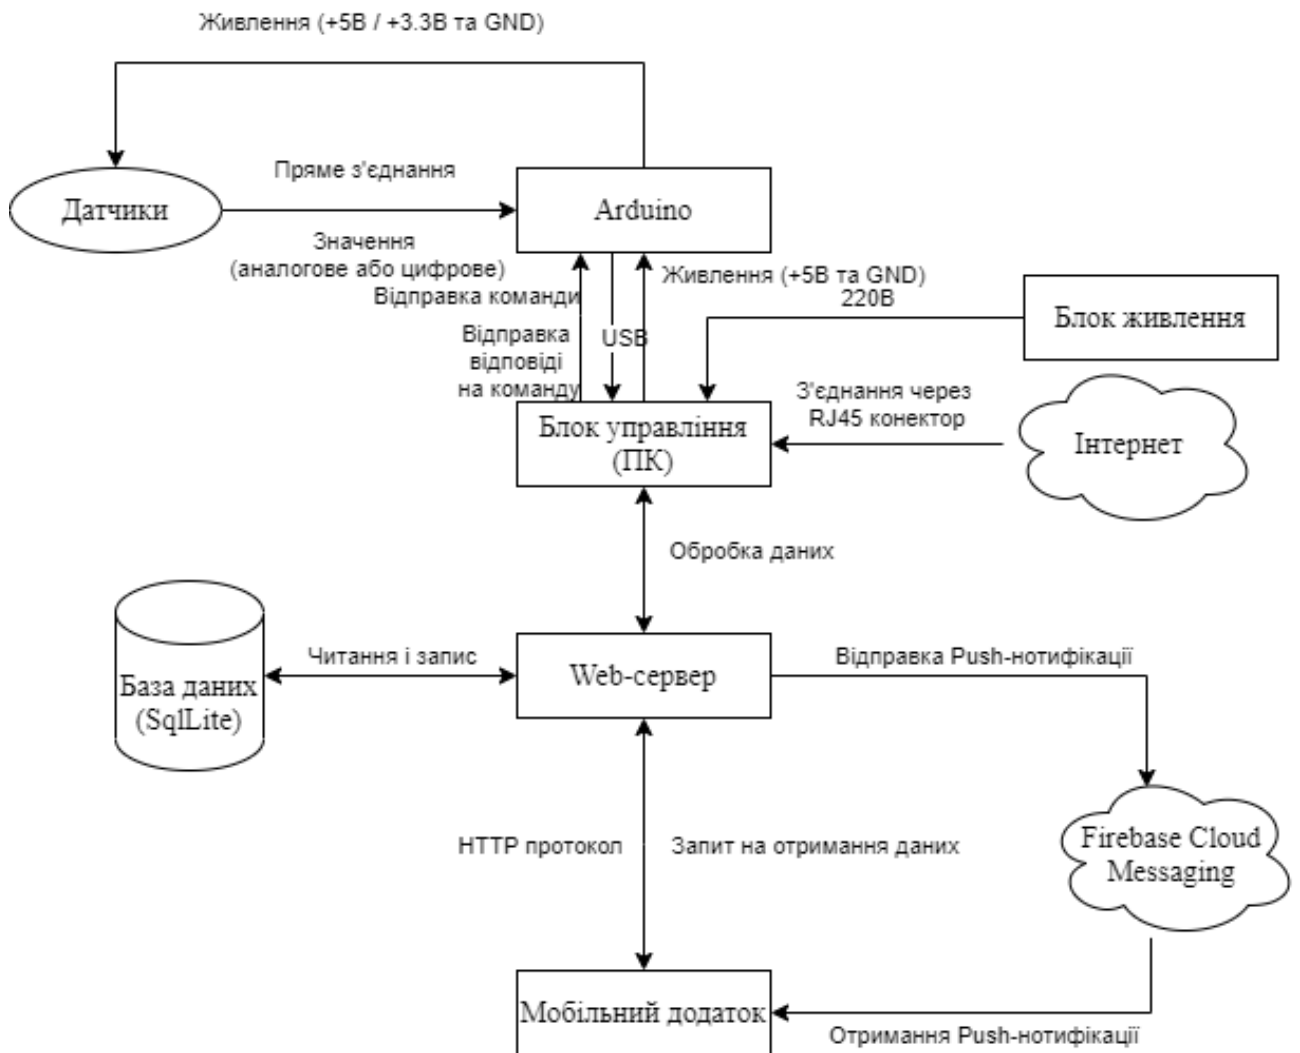 Живлення (+5В / +3.3В та GND)
Пряме з'єднання
Датчики
Arduino
Значення
(аналогове або цифрове)
Живлення (+5В та GND)
Відправка команди
220В
Блок живлення
Відправка
відповіді
на команду
USB
З'єднання через
RJ45 конектор
Блок управління
(ПК)
Інтернет
Обробка даних
Читання і запис
Web-сервер
Відправка Push-нотифікації
База даних
(SqlLite)
HTTP протокол
Запит на отримання даних
Firebase Cloud
Messaging
Мобільний додаток
Отримання Push-нотифікації